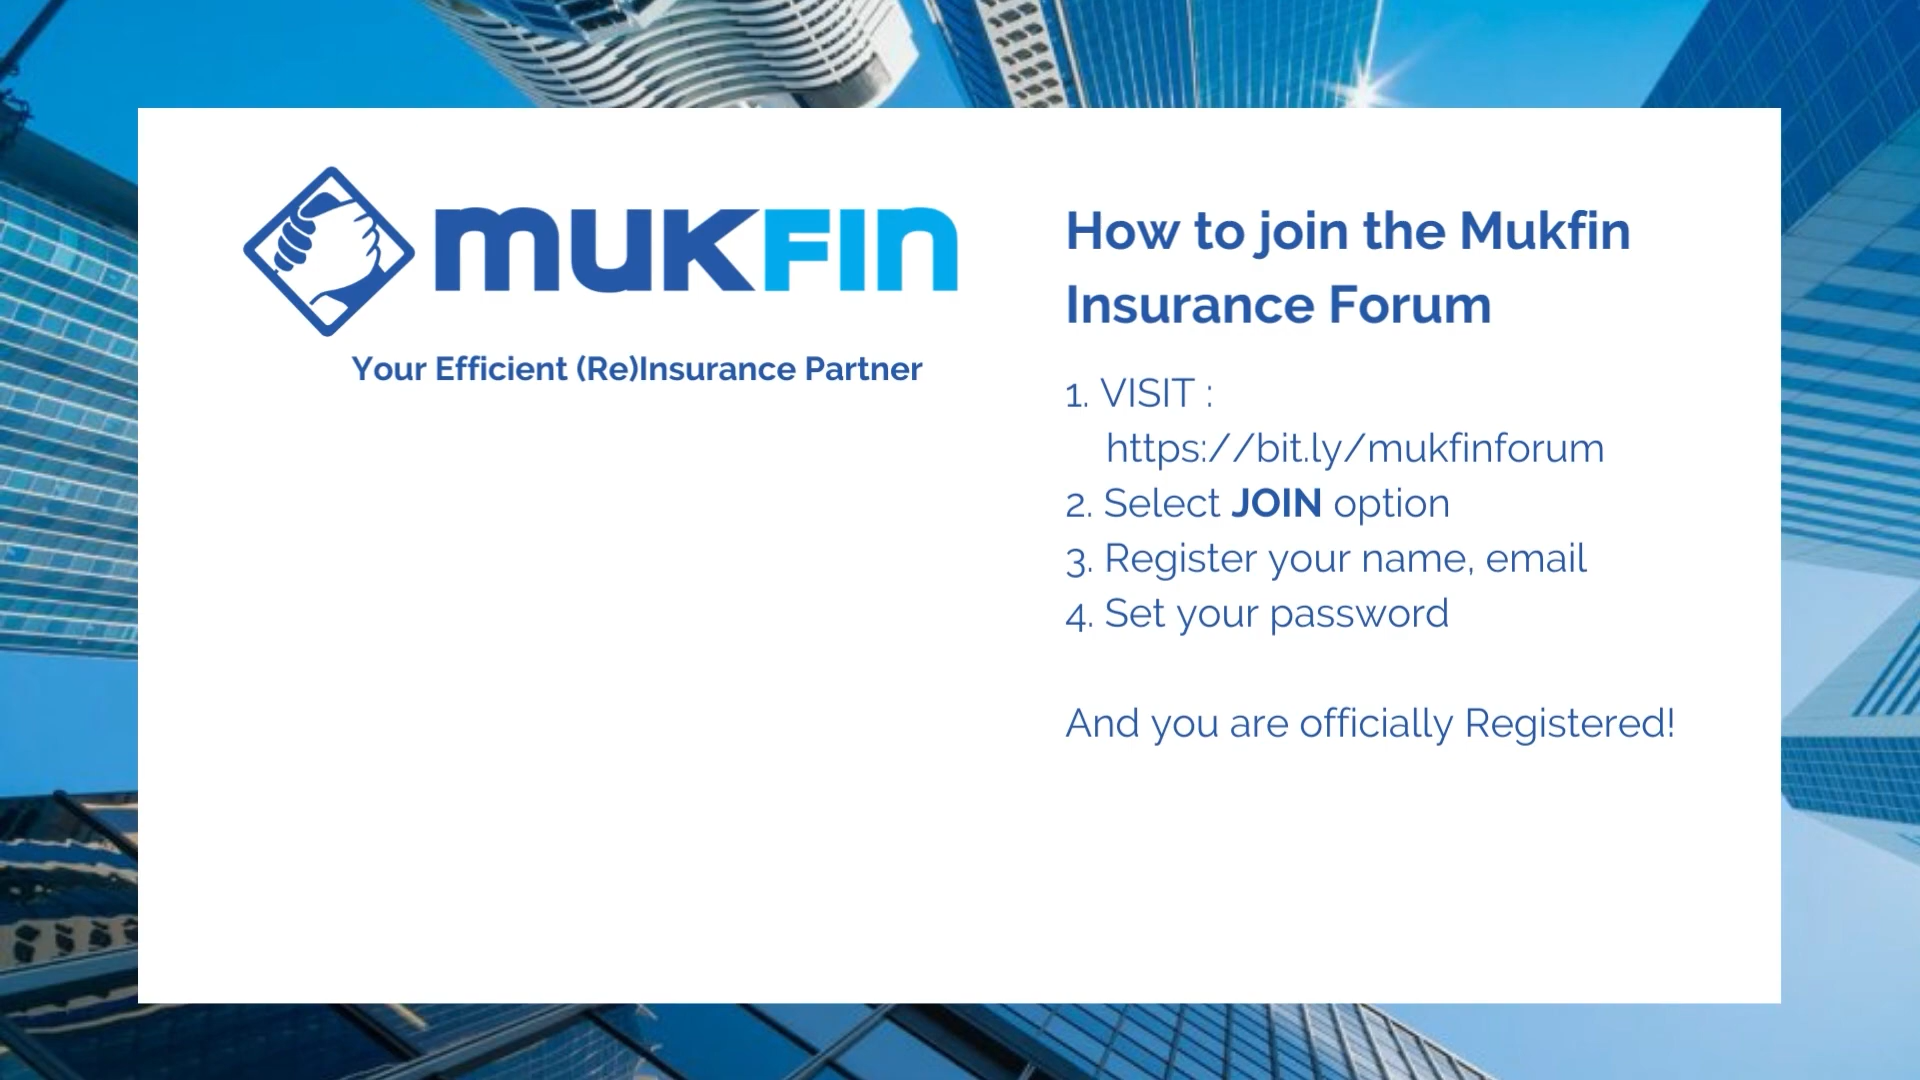 mukFin
Your Efficient (Re)Insurance Partner
How to join the Mukfin
Insurance Forum
1. VISIT :
https://bit.ly/mukfinforum
2. Select JOIN option
3. Register your name, email
4. Set your password
And you are officially Registered!